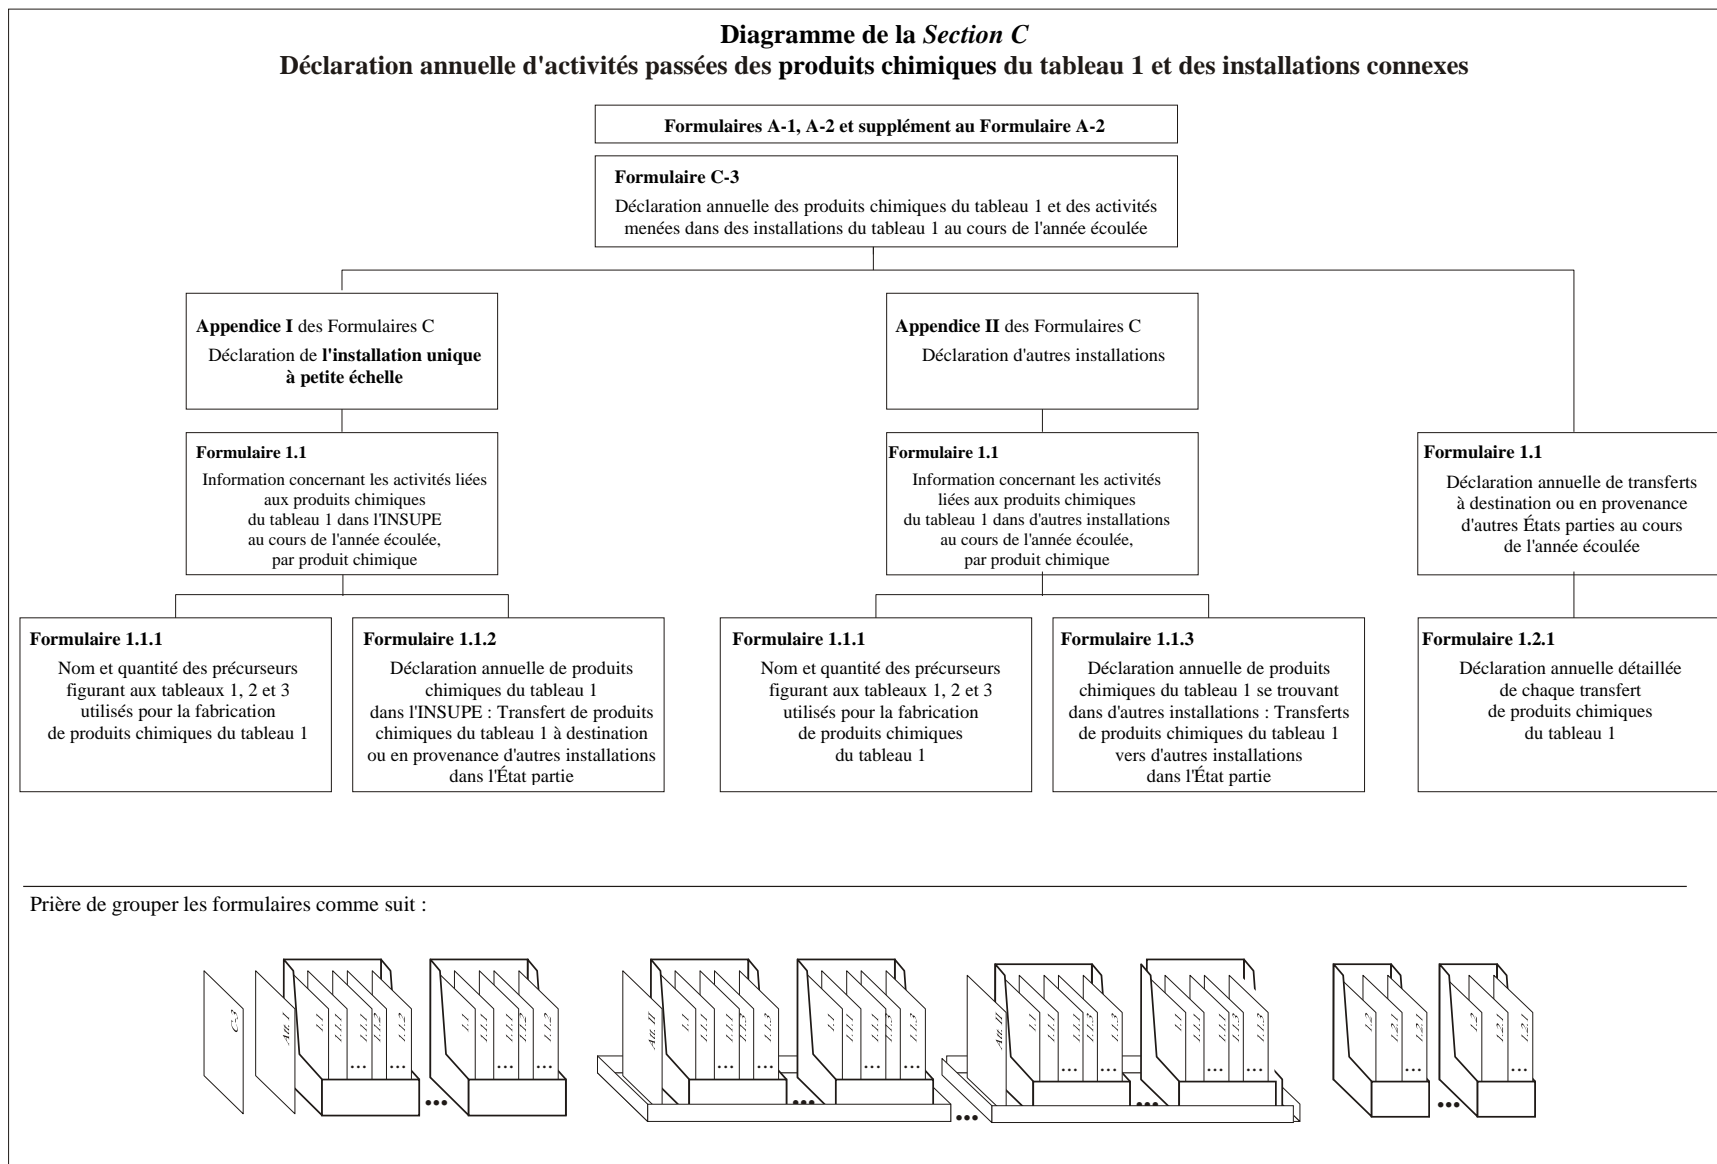 Diagramme de la Section C
Déclaration annuelle d'activités passées des produits chimiques du tableau 1 et des installations connexes
Formulaires A-1, A-2 et supplément au Formulaire A-2
Formulaire C-3
Déclaration annuelle des produits chimiques du tableau 1 et des activités
menées dans des installations du tableau 1 au cours de l'année écoulée
Appendice I des Formulaires C
Déclaration de l'installation unique
à petite échelle
Appendice II des Formulaires C
Déclaration d'autres installations
Formulaire 1.1
Information concernant les activités liées
aux produits chimiques
du tableau 1 dans l'INSUPE
au cours de l'année écoulée,
par produit chimique
Formulaire 1.1
Information concernant les activités
liées aux produits chimiques
du tableau 1 dans d'autres installations
au cours de l'année écoulée,
par produit chimique
Formulaire 1.1
Déclaration annuelle de transferts
à destination ou en provenance
d'autres États parties au cours
de l'année écoulée
Formulaire 1.1.1
Nom et quantité des précurseurs
figurant aux tableaux 1, 2 et 3
utilisés pour la fabrication
de produits chimiques du tableau 1
Formulaire 1.1.2
Déclaration annuelle de produits
chimiques du tableau 1
dans l'INSUPE : Transfert de produits
chimiques du tableau 1 à destination
ou en provenance d'autres installations
dans l'État partie
Formulaire 1.1.1
Nom et quantité des précurseurs
figurant aux tableaux 1, 2 et 3
utilisés pour la fabrication
de produits chimiques
du tableau 1
Formulaire 1.1.3
Déclaration annuelle de produits
chimiques du tableau 1 se trouvant
dans d'autres installations : Transferts
de produits chimiques du tableau 1
vers d'autres installations
dans l'État partie
Formulaire 1.2.1
Déclaration annuelle détaillée
de chaque transfert
de produits chimiques
du tableau 1
Prière de grouper les formulaires comme suit :
C-3
Att. I
1.1
1.1.1
1.1.1
1.1.2
1.1.2
...
...
...
1.1
1.1.1
1.1.1
1.1.2
1.1.2
...
...
Att. II
1.1
1.1.1
1.1.1
1.1.3
1.1.3
...
...
...
1.1
1.1.1
1.1.1
1.1.3
1.1.3
...
...
...
Att. II
1.1
1.1.1
1.1.1
1.1.3
1.1.3
...
...
...
1.1
1.1.1
1.1.1
1.1.3
1.1.3
...
...
1.2
1.2.1
1.2.1
...
...
1.2
1.2.1
1.2.1
...